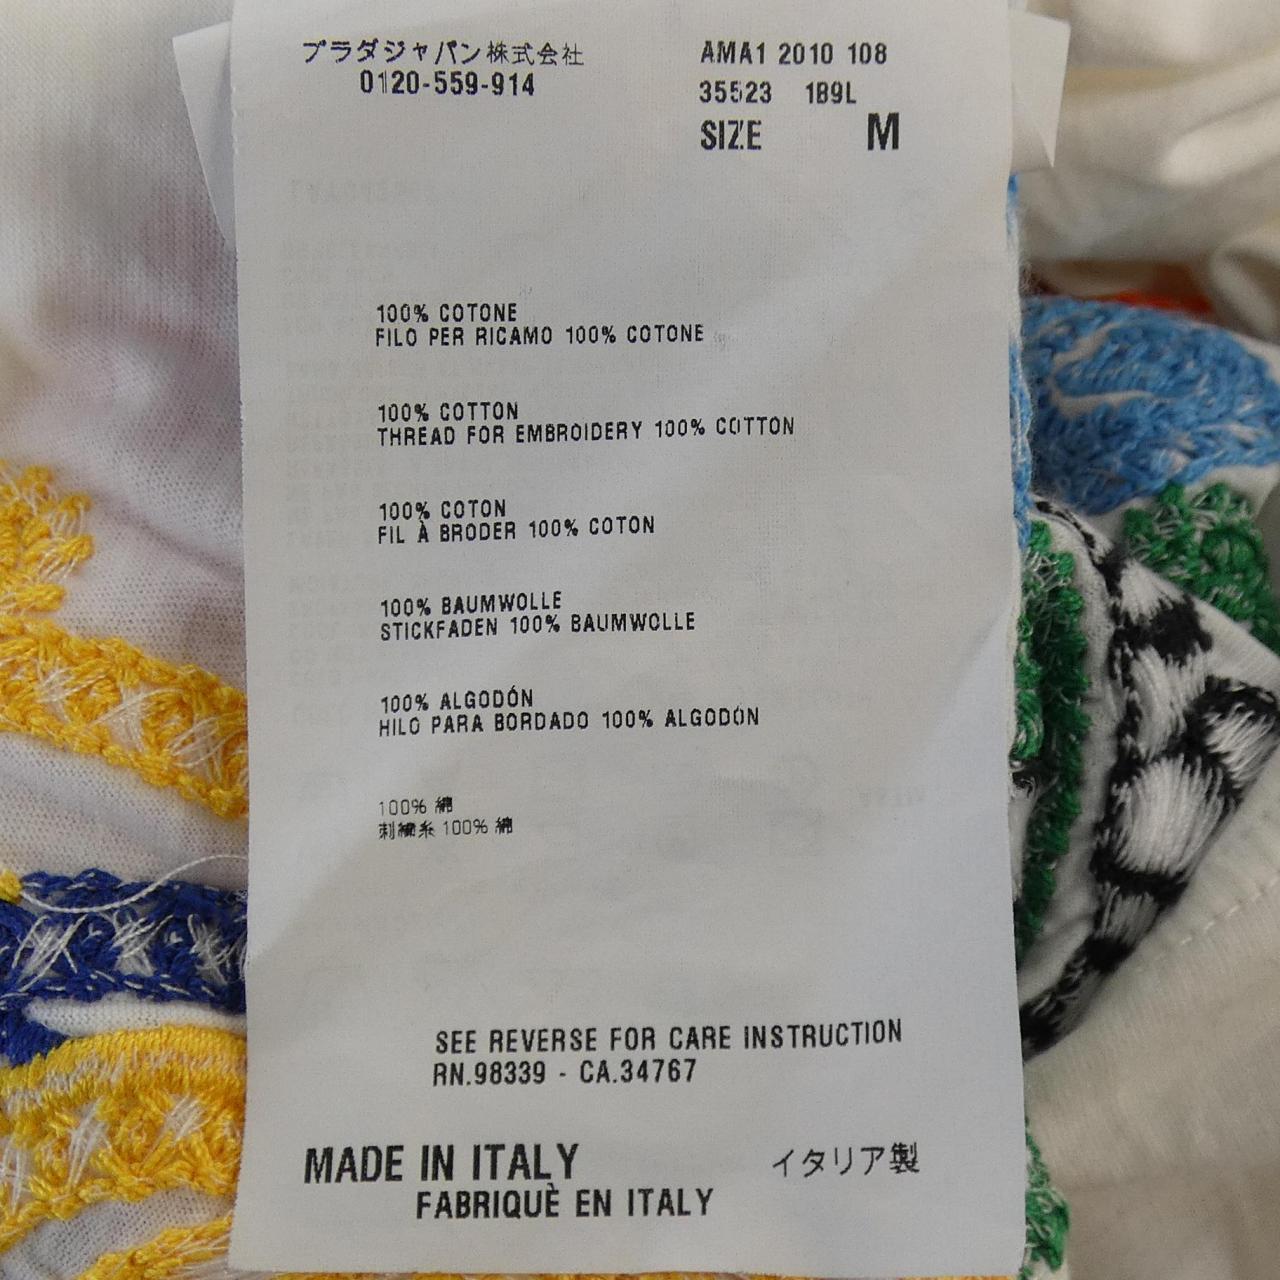 プラダジャパン株式会社
0120-559-914
AMA1 2010 108
35523 1B9L
SIZE M
100% COTONE
FILO PER RICAMO 100% COTONE
100% COTTON
THREAD FOR EMBROIDERY 100% COTTON
100% COTON
FIL À BRODER 100% COTON
100% BAUMWOLLE
STICKFADEN 100% BAUMWOLLE
100% ALGODÓN
HILO PARA BORDADO 100% ALGODÓN
100% 綿
刺繍糸 100% 綿
SEE REVERSE FOR CARE INSTRUCTION
RN.98339 - CA.34767
MADE IN ITALY
イタリア製
FABRIQUÈ EN ITALY